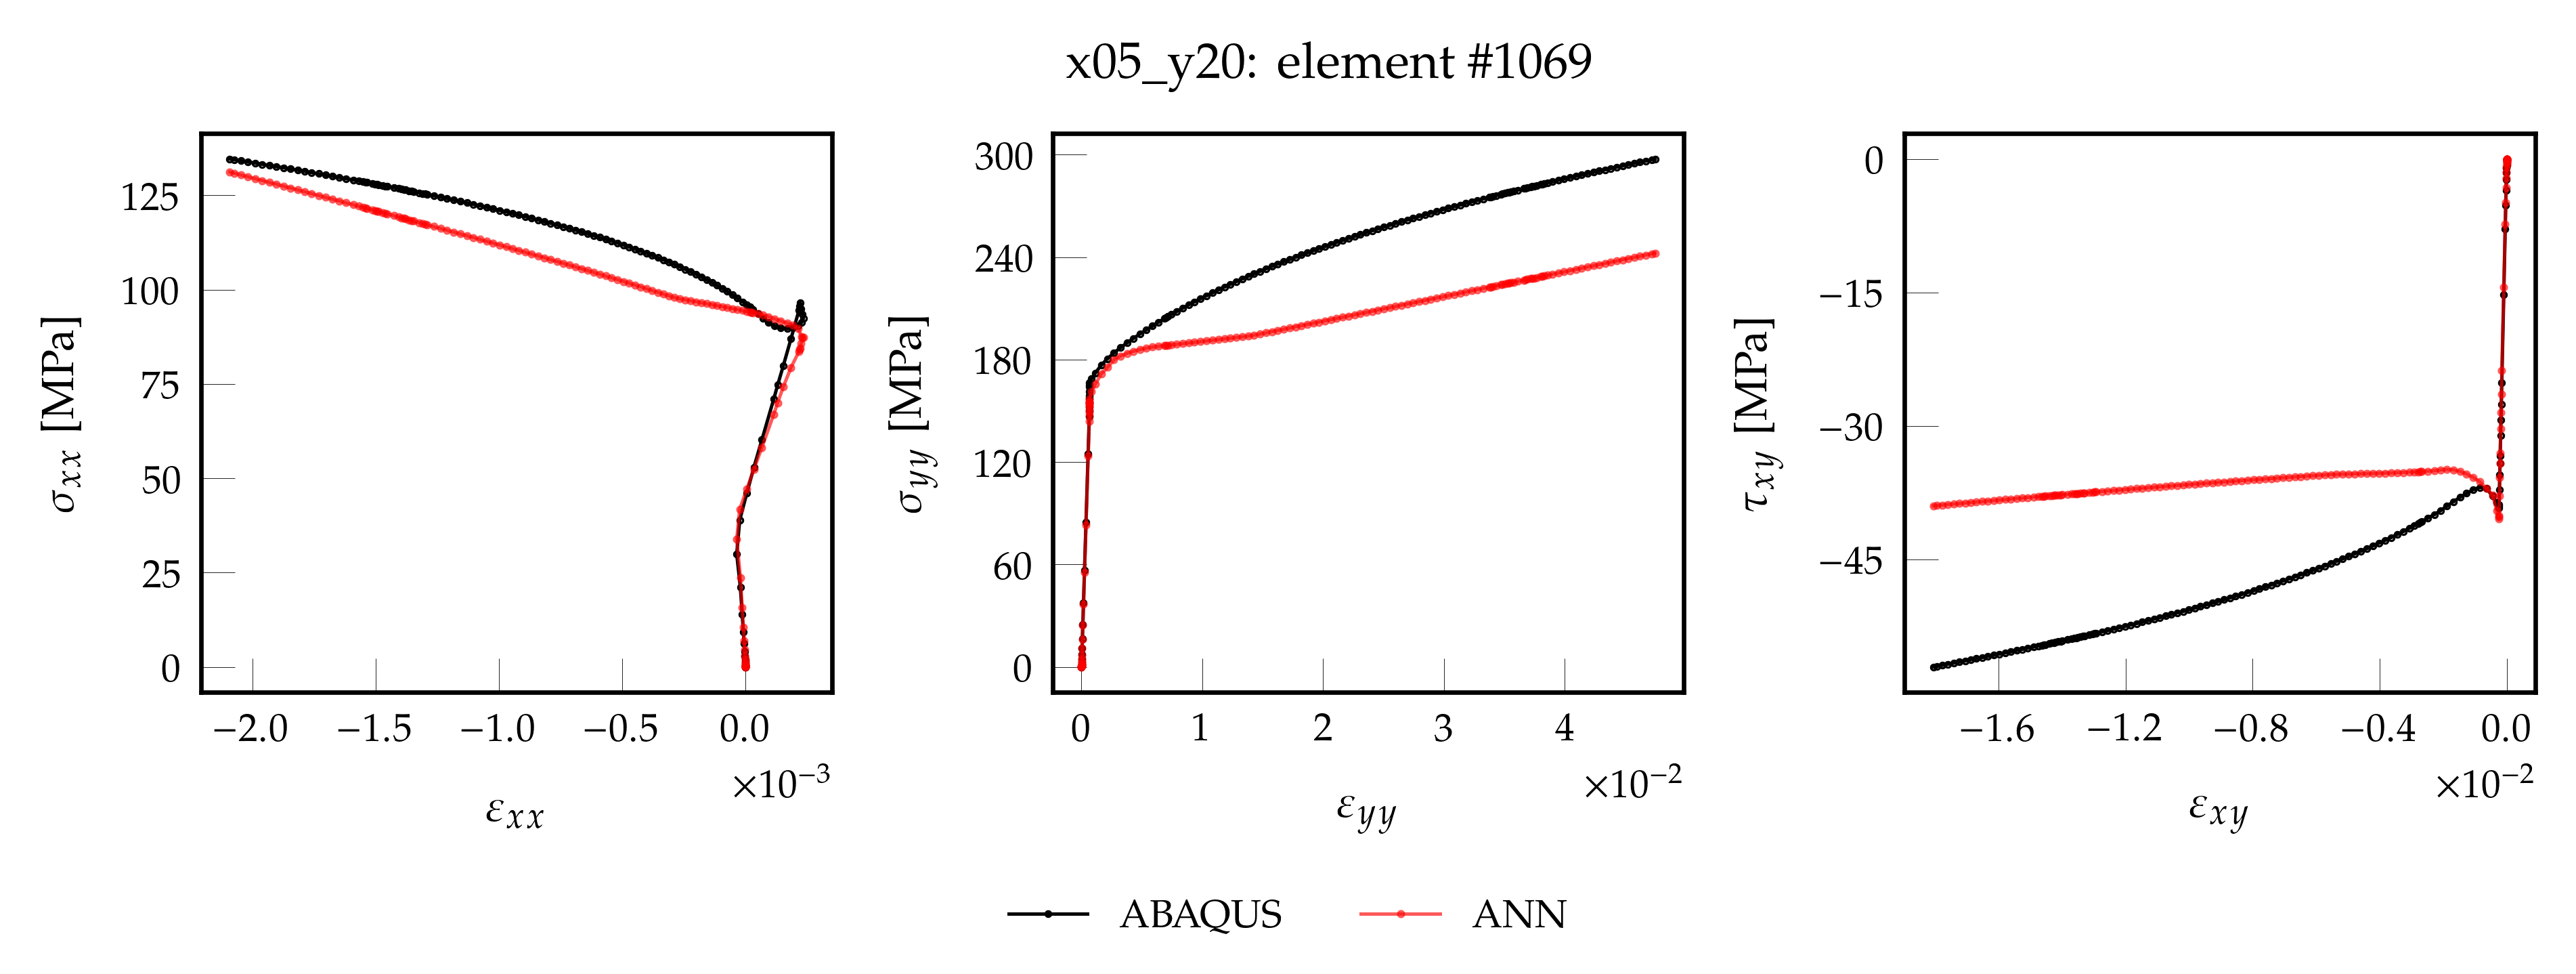 x05_y20: element #1069
σxx [MPa]
125
100
75
50
25
0
−2.0 −1.5 −1.0 −0.5 0.0
×10−3
εxx
σyy [MPa]
300
240
180
120
60
0
0 1 2 3 4
×10−2
εyy
τxy [MPa]
0
−15
−30
−45
−1.6 −1.2 −0.8 −0.4 0.0
×10−2
εxy
ABAQUS ANN